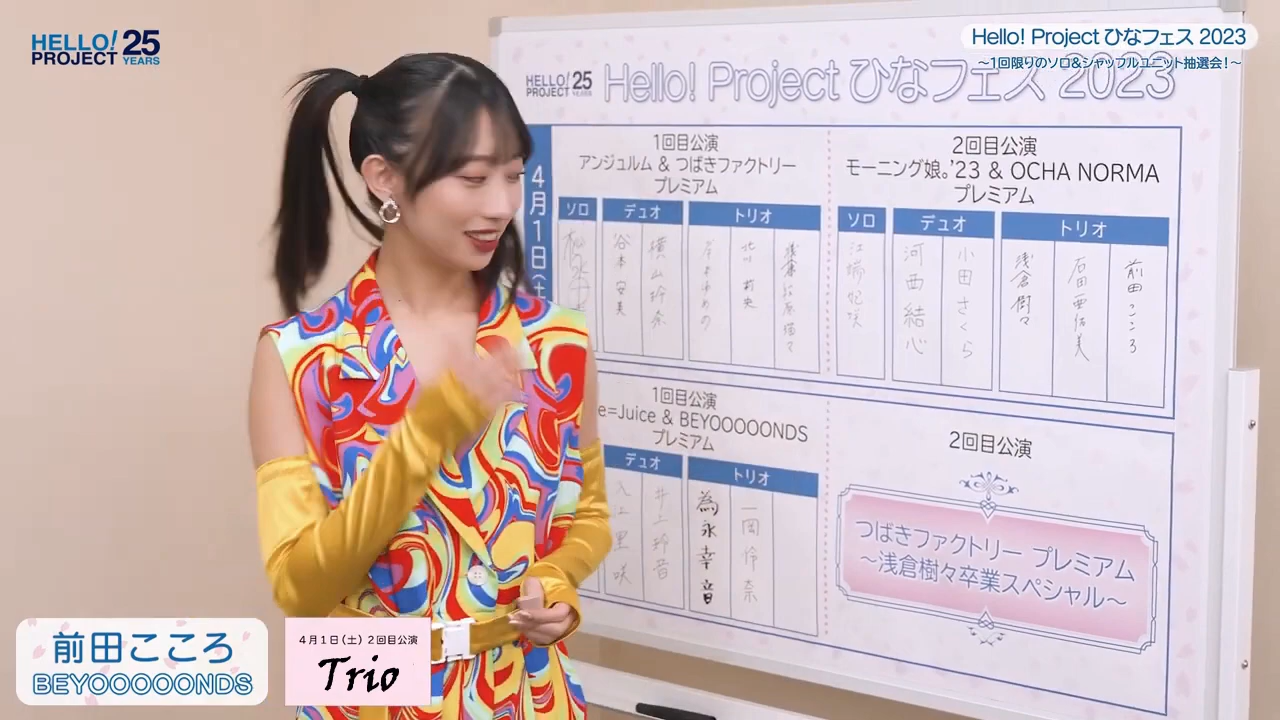 HELLO!
PROJECT 25
YEARS
Hello! Project ひなフェス 2023
～1回限りのソロ&シャッフルユニット抽選会!～
HELLO!
PROJECT 25
YEARS
Hello! Project ひなフェス 2023
4月1日(土
1回目公演
アンジュルム & つばきファクトリー
プレミアム
ソロ
デュオ
トリオ
谷本安美
横山玲奈
2回目公演
モーニング娘。'23 & OCHA NORMA
プレミアム
ソロ
デュオ
トリオ
江端妃咲
河西結心
小田さくら
浅倉樹々
石田亜佑美
前田こころ
1回目公演
e=Juice & BEYOOOOONDS
プレミアム
デュオ
トリオ
入江里咲
井上玲音
為永幸音
一岡伶奈
2回目公演
つばきファクトリー プレミアム
～浅倉樹々卒業スペシャル～
前田こころ
BEYOOOOONDS
4月1日(土) 2回目公演
Trio